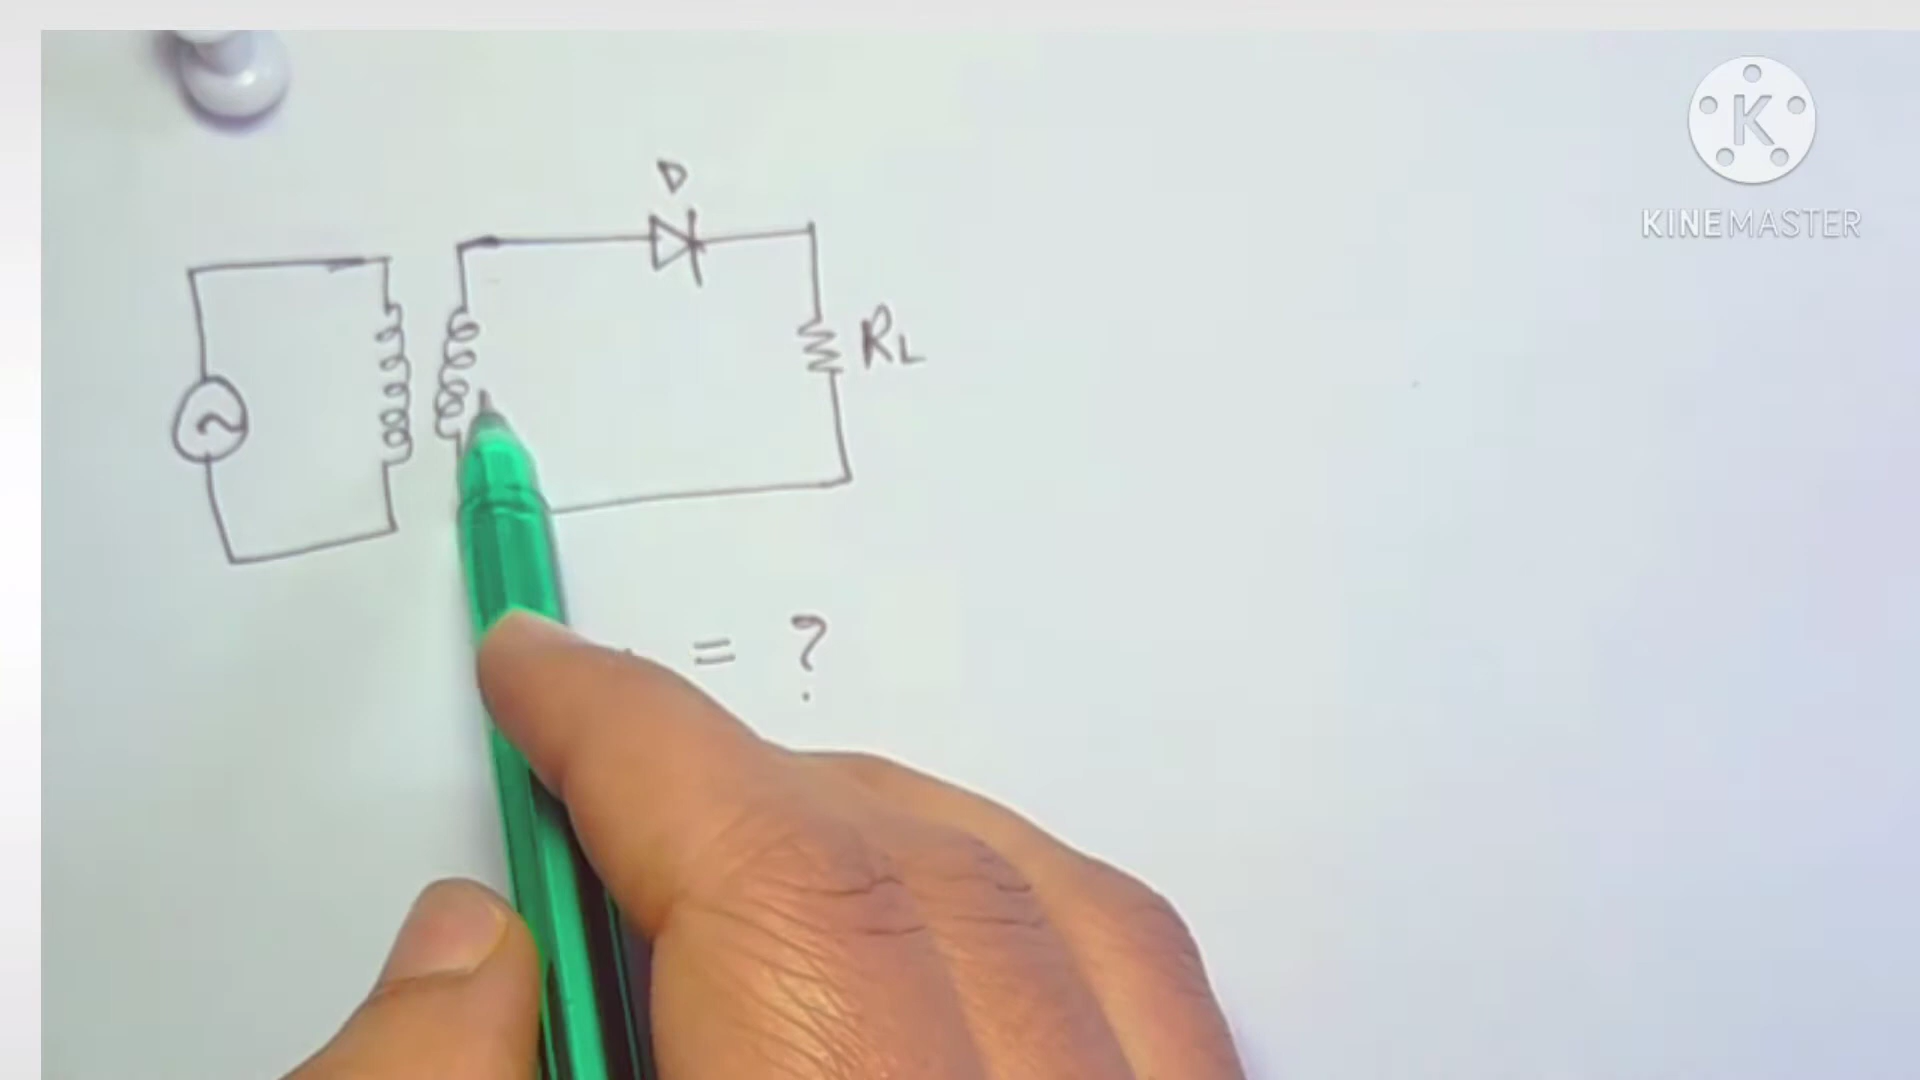 KINEMASTER
D
RL
= ?